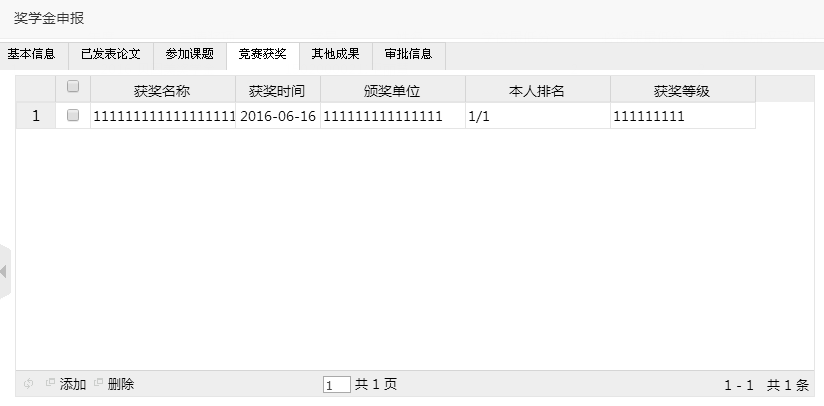 奖学金申报
基本信息 已发表论文 参加课题 竞赛获奖 其他成果 审批信息
获奖名称 获奖时间 颁奖单位 本人排名 获奖等级
1 111111111111111111 2016-06-16 111111111111111 1/1 111111111
添加 删除 1 共 1 页 1 - 1 共 1 条